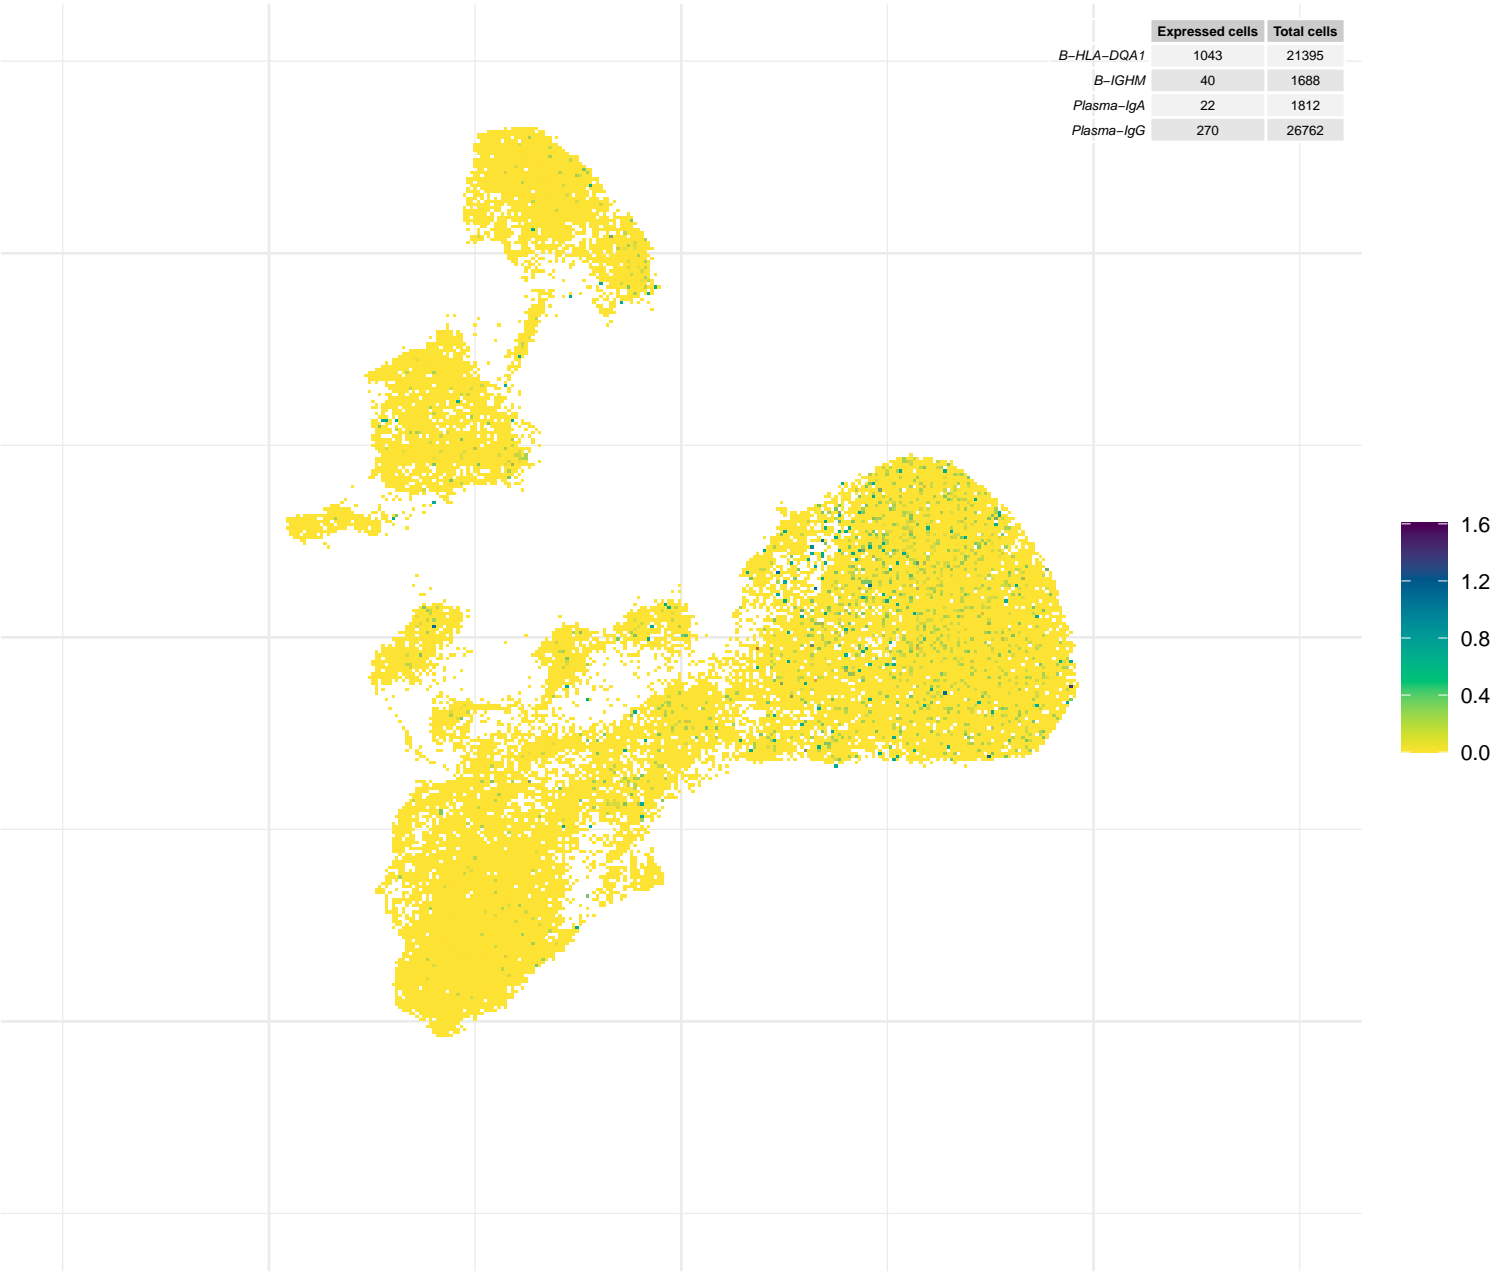 Expressed cells Total cells
B−HLA−DQA1 1043 21395
B−IGHM 40 1688
Plasma−IgA 22 1812
Plasma−IgG 270 26762
1.6
1.2
0.8
0.4
0.0